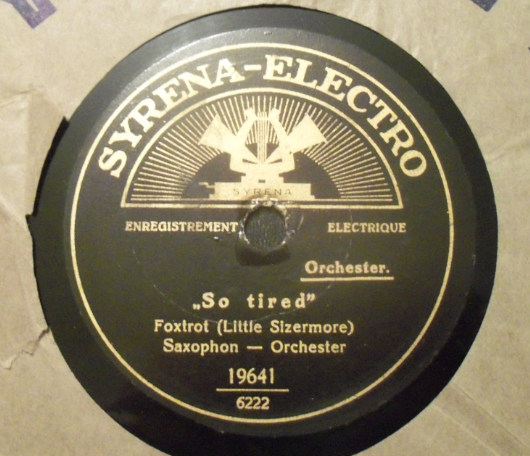 SYRENA-ELECTRO
SYRENA
ENREGISTREMENT ELECTRIQUE
Orchester.
„So tired”
Foxtrot (Little Sizermore)
Saxophon — Orchester
19641
6222